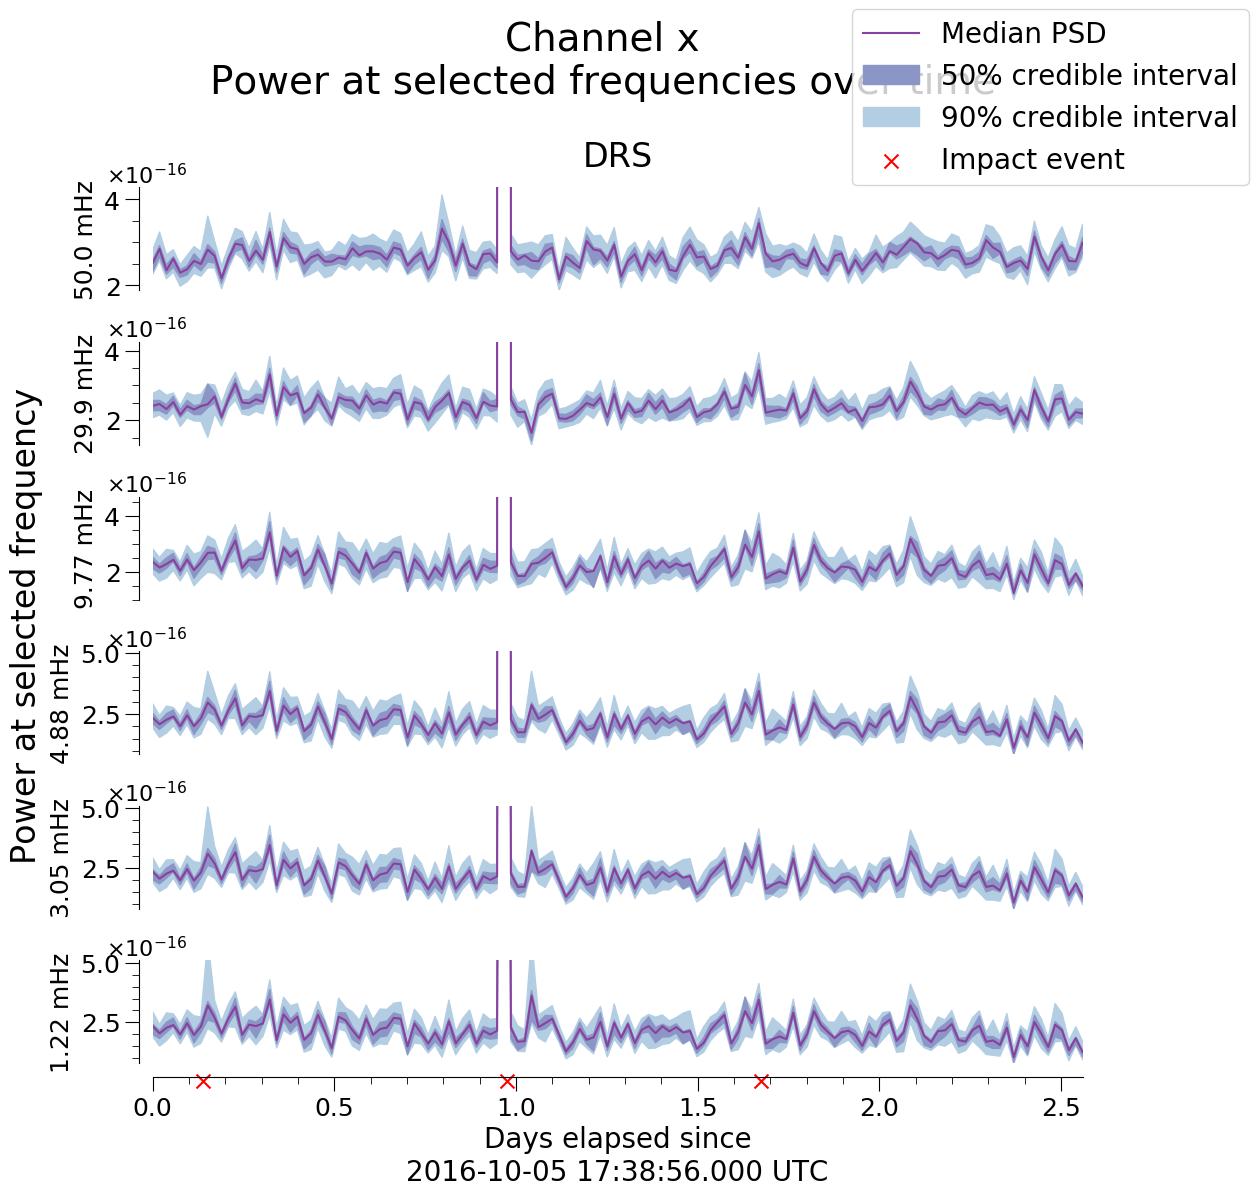 Channel x
Power at selected frequencies over time
Median PSD
50% credible interval
90% credible interval
Impact event
DRS
Power at selected frequency
×10−16
50.0 mHz
4
2
×10−16
29.9 mHz
4
2
×10−16
9.77 mHz
4
2
×10−16
4.88 mHz
5.0
2.5
×10−16
3.05 mHz
5.0
2.5
×10−16
1.22 mHz
5.0
2.5
0.0 0.5 1.0 1.5 2.0 2.5
Days elapsed since
2016-10-05 17:38:56.000 UTC